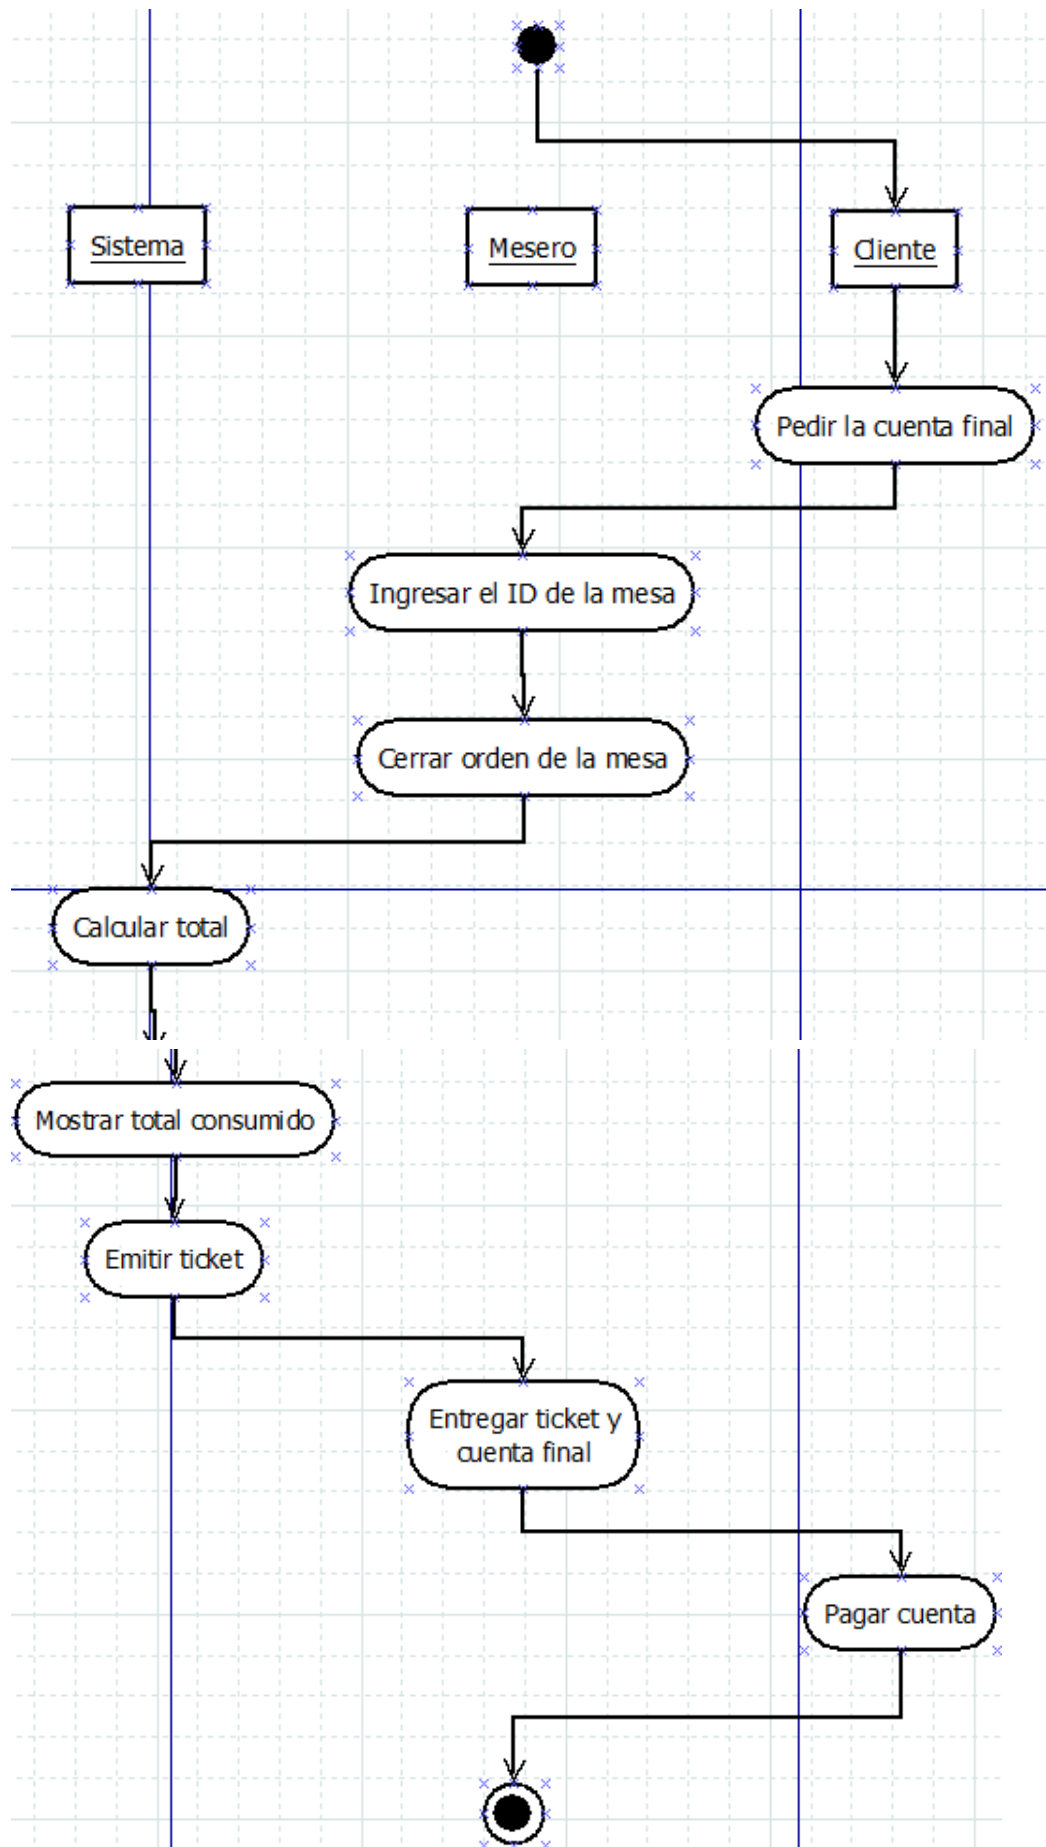 Sistema
Mesero
Cliente
Pedir la cuenta final
Ingresar el ID de la mesa
Cerrar orden de la mesa
Calcular total
Mostrar total consumido
Emitir ticket
Entregar ticket y
cuenta final
Pagar cuenta